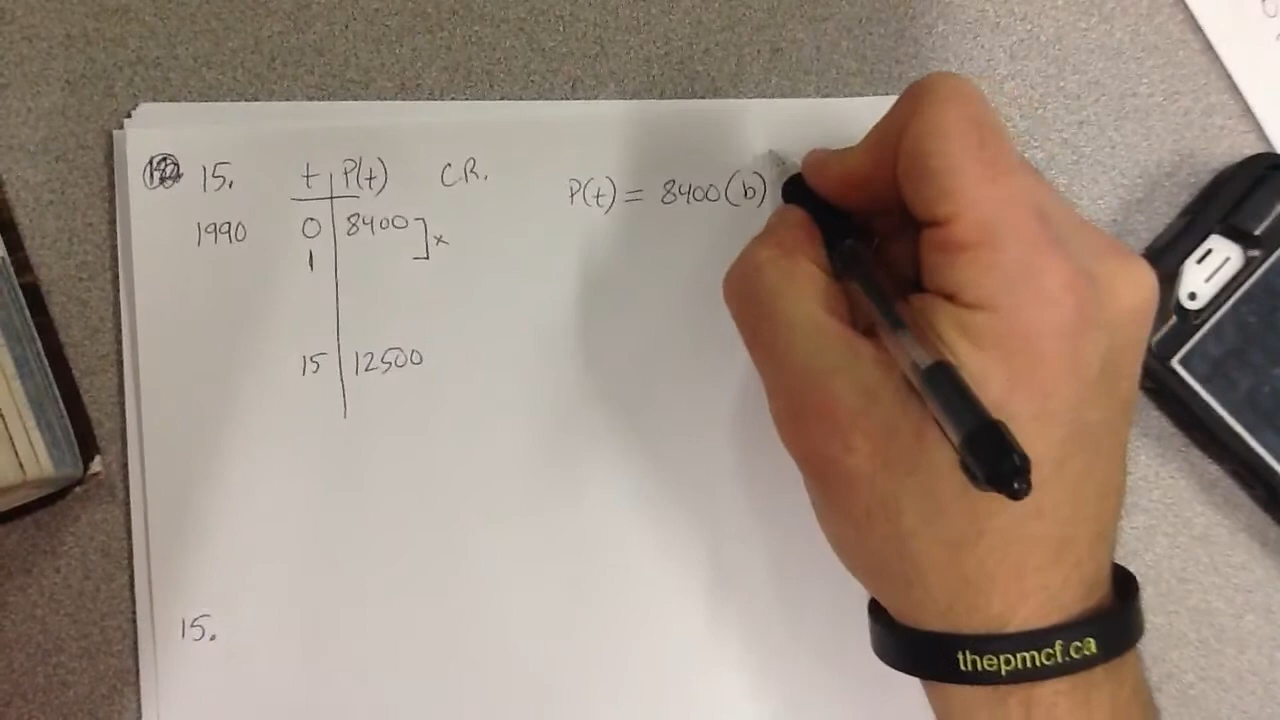 15. t P(t) C.R. P(t) = 8400(b)
1990 0 8400 x
1
15 12500
15.
thepmcf.ca